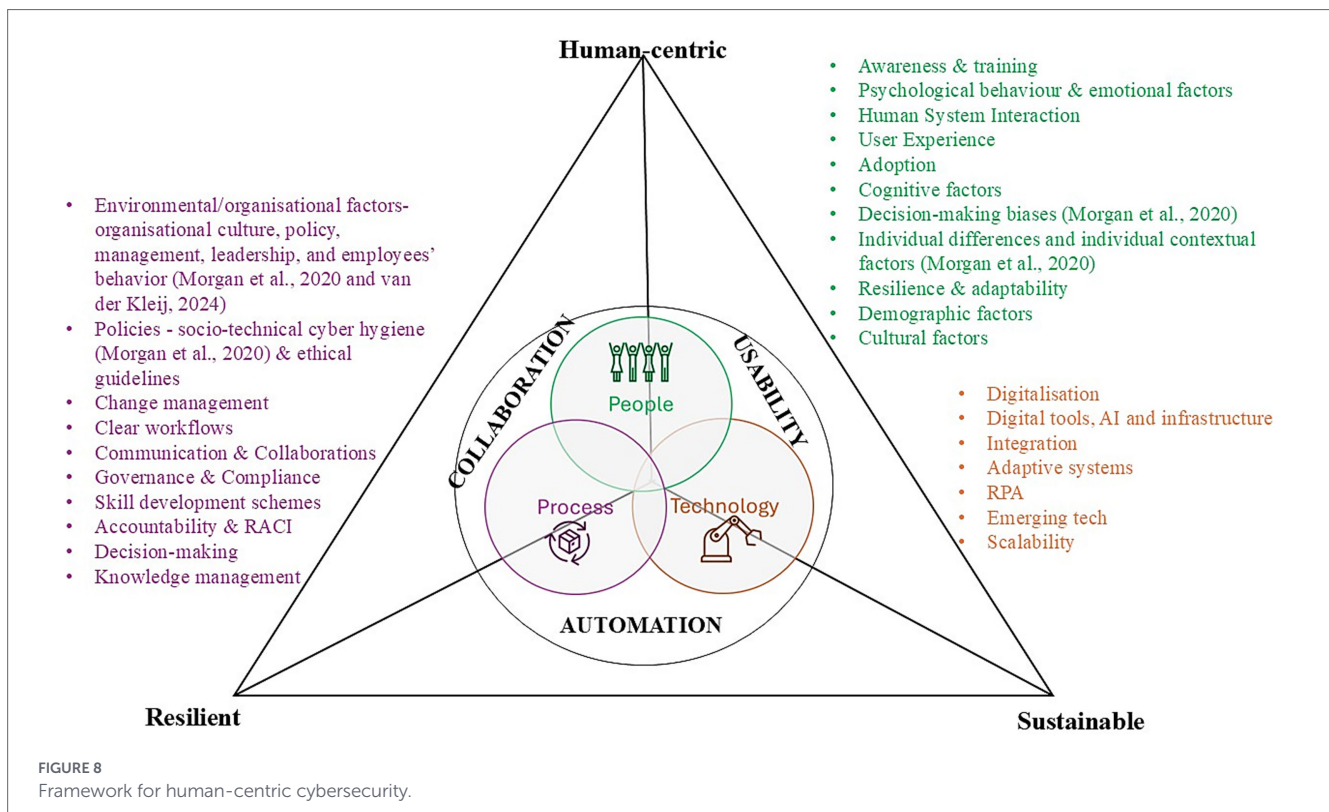 Human-centric
• Awareness & training
• Psychological behaviour & emotional factors
• Human System Interaction
• User Experience
• Adoption
• Cognitive factors
• Decision-making biases (Morgan et al., 2020)
• Individual differences and individual contextual
factors (Morgan et al., 2020)
• Resilience & adaptability
• Demographic factors
• Cultural factors
• Environmental/organisational factors-
organisational culture, policy,
management, leadership, and employees’
behavior (Morgan et al., 2020 and van
der Kleij, 2024)
• Policies - socio-technical cyber hygiene
(Morgan et al., 2020) & ethical
guidelines
• Change management
• Clear workflows
• Communication & Collaborations
• Governance & Compliance
• Skill development schemes
• Accountability & RACI
• Decision-making
• Knowledge management
COLLABORATION
USABILITY
People
Process
Technology
AUTOMATION
• Digitalisation
• Digital tools, AI and infrastructure
• Integration
• Adaptive systems
• RPA
• Emerging tech
• Scalability
Resilient
Sustainable
FIGURE 8
Framework for human-centric cybersecurity.